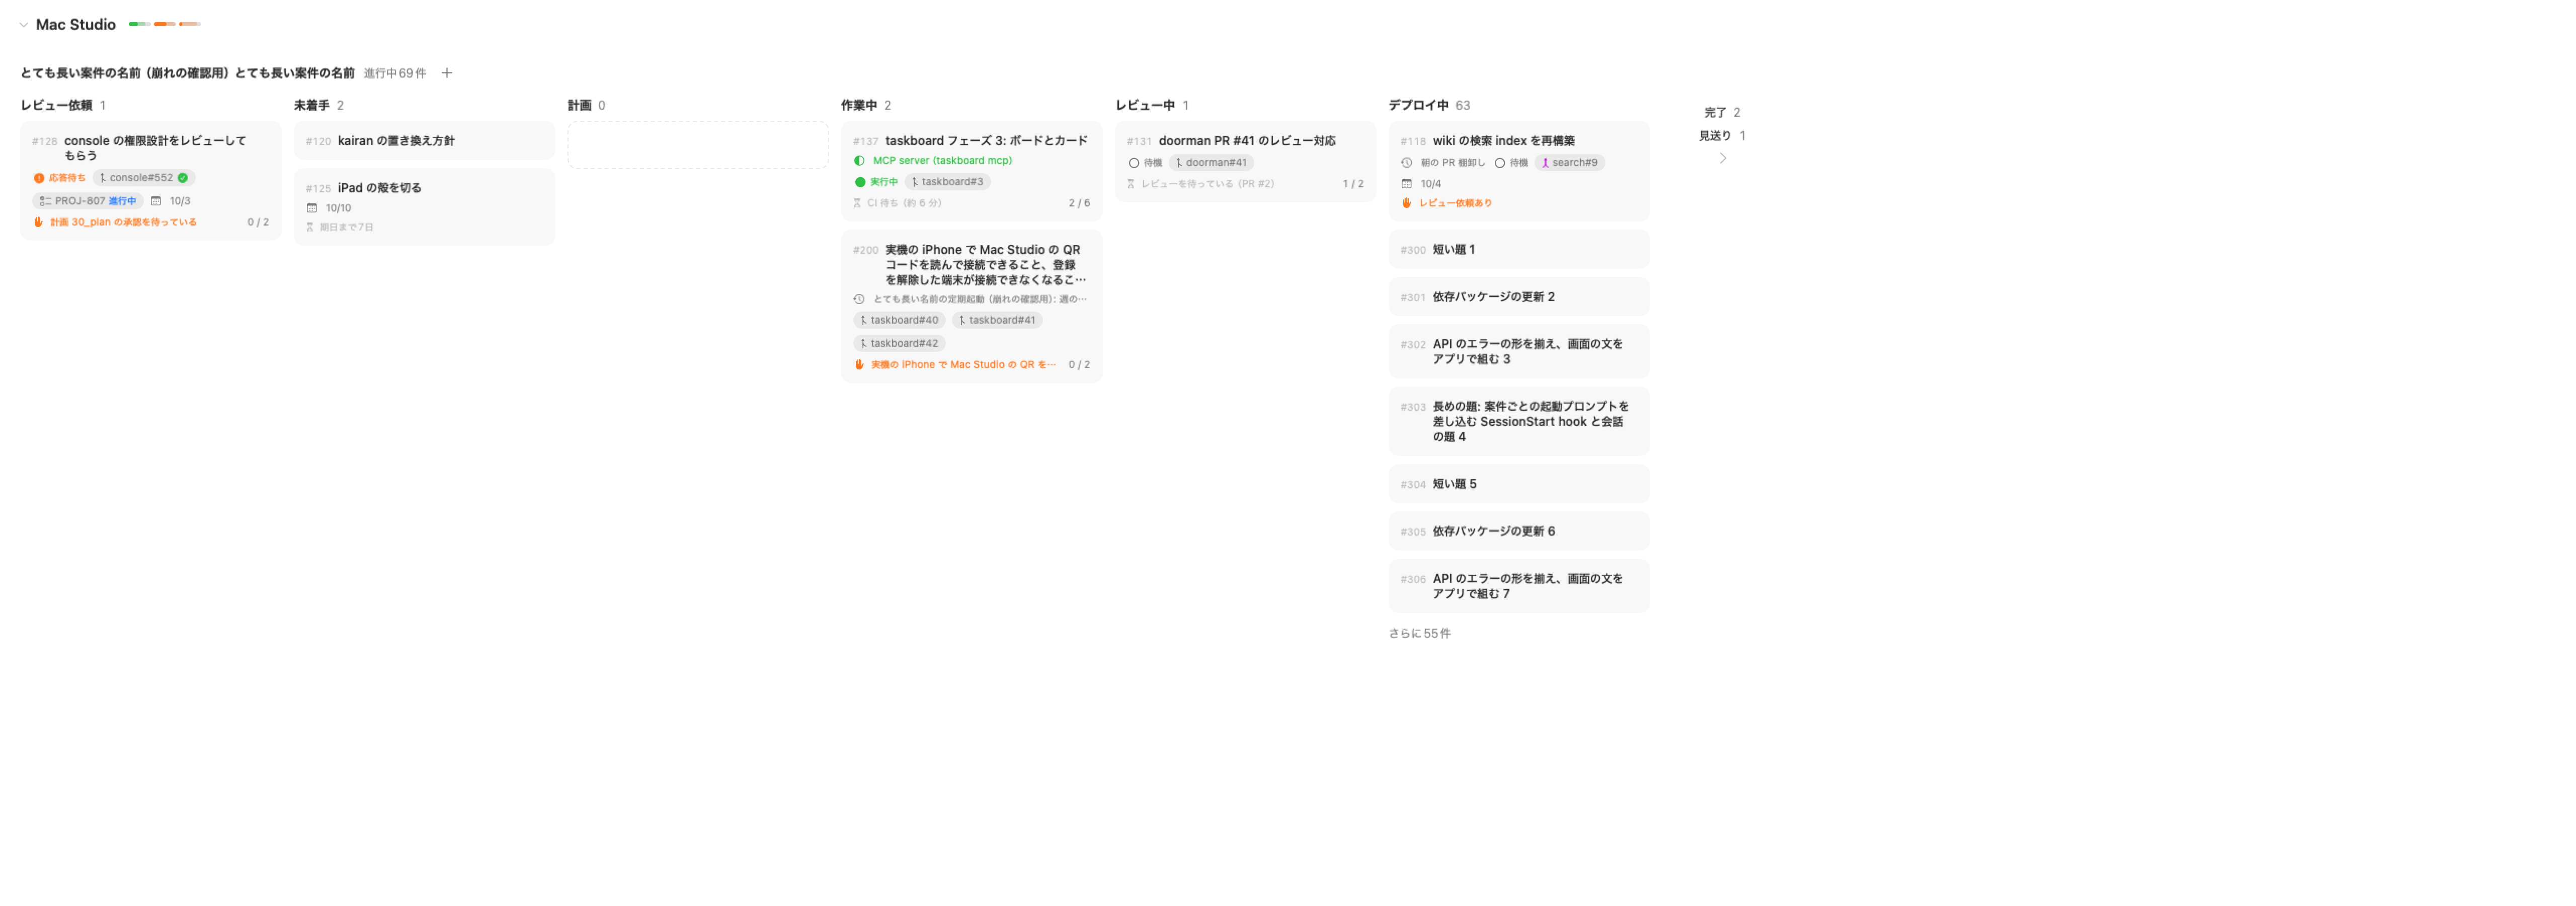 Mac Studio
とても長い案件の名前（崩れの確認用）とても長い案件の名前 進行中 69 件
レビュー依頼 1
#128 console の権限設計をレビューして
もらう
応答待ち console#552
PROJ-807 進行中 10/3
計画 30_plan の承認を待っている 0 / 2
未着手 2
#120 kairan の置き換え方針
#125 iPad の殻を切る
10/10
期日まで 7 日
計画 0
作業中 2
#137 taskboard フェーズ 3: ボードとカード
MCP server (taskboard mcp)
実行中 taskboard#3
CI 待ち（約 6 分） 2 / 6
#200 実機の iPhone で Mac Studio の QR
コードを読んで接続できること、登録
を解除した端末が接続できなくなるこ…
とても長い名前の定期起動（崩れの確認用）: 週の…
taskboard#40 taskboard#41
taskboard#42
実機の iPhone で Mac Studio の QR を… 0 / 2
レビュー中 1
#131 doorman PR #41 のレビュー対応
待機 doorman#41
レビューを待っている（PR #2） 1 / 2
デプロイ中 63
#118 wiki の検索 index を再構築
朝の PR 棚卸し 待機 search#9
10/4
レビュー依頼あり
#300 短い題 1
#301 依存パッケージの更新 2
#302 API のエラーの形を揃え、画面の文を
アプリで組む 3
#303 長めの題: 案件ごとの起動プロンプトを
差し込む SessionStart hook と会話
の題 4
#304 短い題 5
#305 依存パッケージの更新 6
#306 API のエラーの形を揃え、画面の文を
アプリで組む 7
さらに 55 件
完了 2
見送り 1